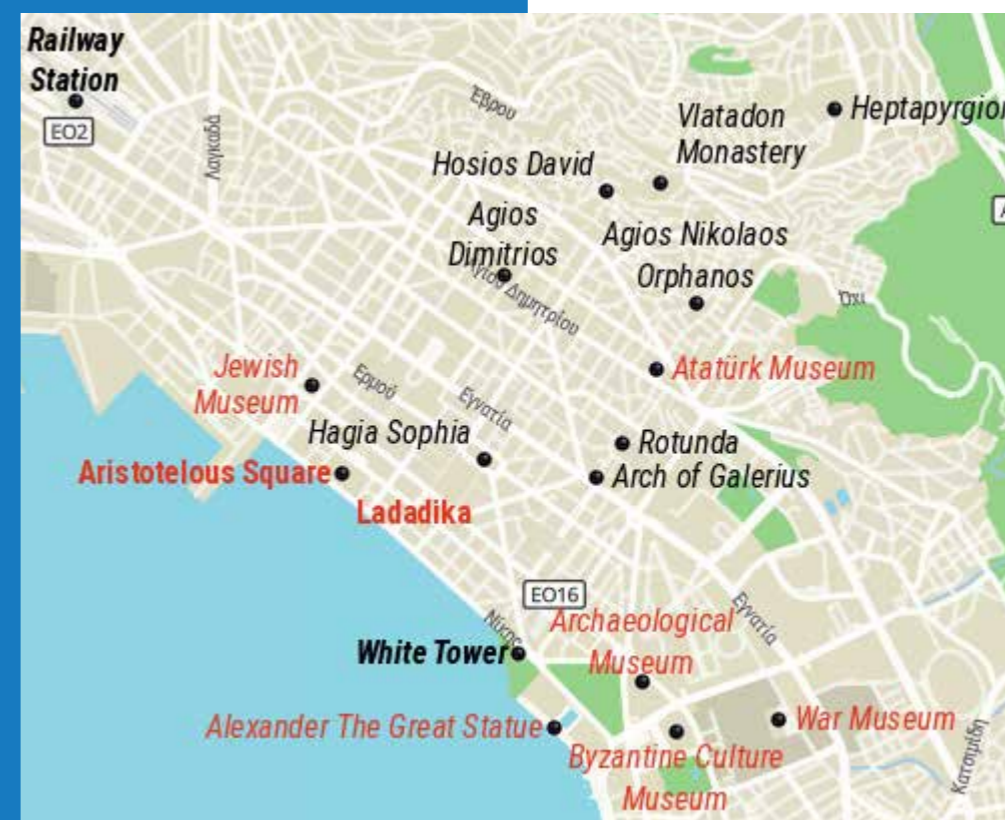 Railway
Station
EO2
Λαγκαδά
Έβρου
Vlatadon
Monastery
Heptapyrgion
Hosios David
Agios
Dimitrios
Αγίου Δημητρίου
Agios Nikolaos
Orphanos
Όχι
Jewish
Museum
Ερμού
Εγνατία
Atatürk Museum
Hagia Sophia
Rotunda
Arch of Galerius
Aristotelous Square
Ladadika
EO16
Νίκης
Εγνατία
Archaeological
Museum
White Tower
Alexander The Great Statue
War Museum
Byzantine Culture
Museum
Κατσιμίδη